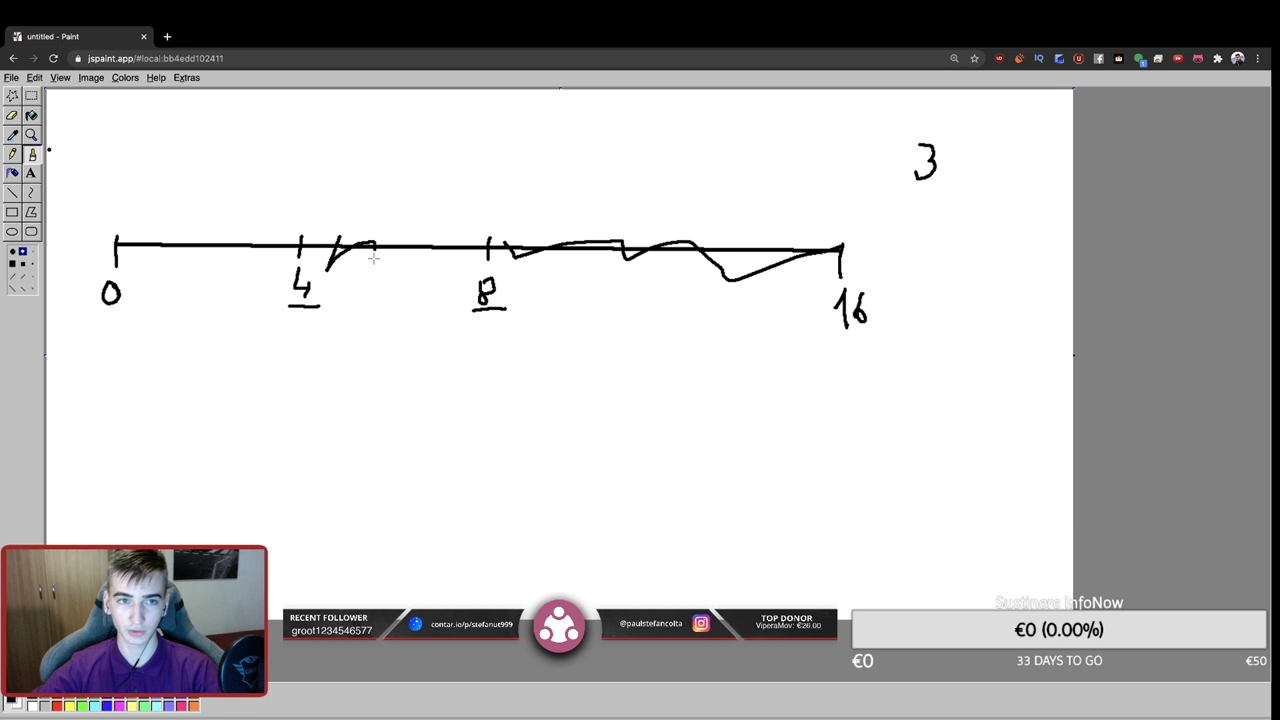 untitled - Paint
jspaint.app/#local:bb4edd102411
File Edit View Image Colors Help Extras
3
0 4 8 16
Sustinere InfoNow
RECENT FOLLOWER
groot1234546577
contar.io/p/stefanut999
@paulstefancolta
TOP DONOR
ViperaMov: €26.00
€0 (0.00%)
€0 33 DAYS TO GO €50